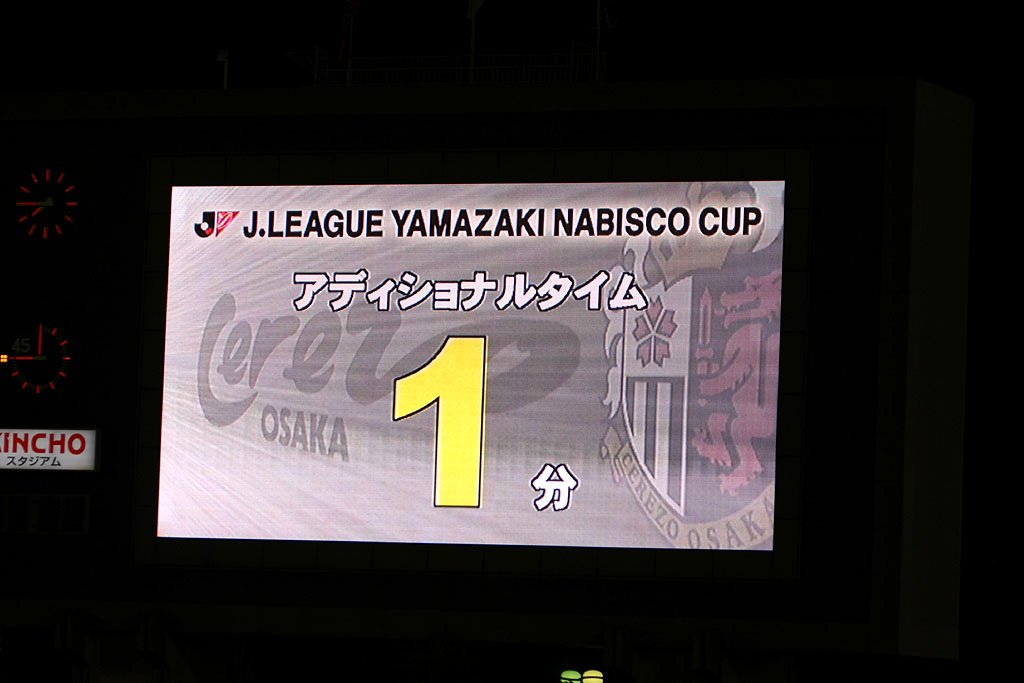 J.LEAGUE YAMAZAKI NABISCO CUP
アディショナルタイム
Cerezo
OSAKA
1分
CEREZO OSAKA
45
KINCHO
スタジアム